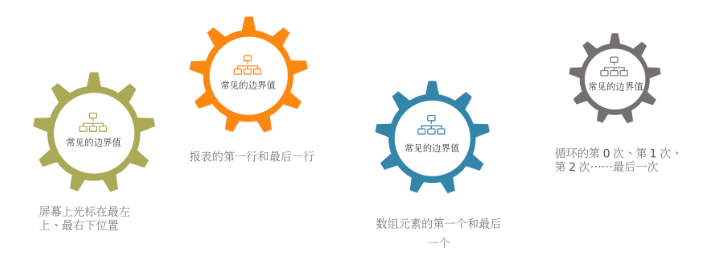 常见的边界值
屏幕上光标在最左
上、最右下位置
常见的边界值
报表的第一行和最后一行
常见的边界值
数组元素的第一个和最后
一个
常见的边界值
循环的第 0 次、第 1 次、
第 2 次……最后一次